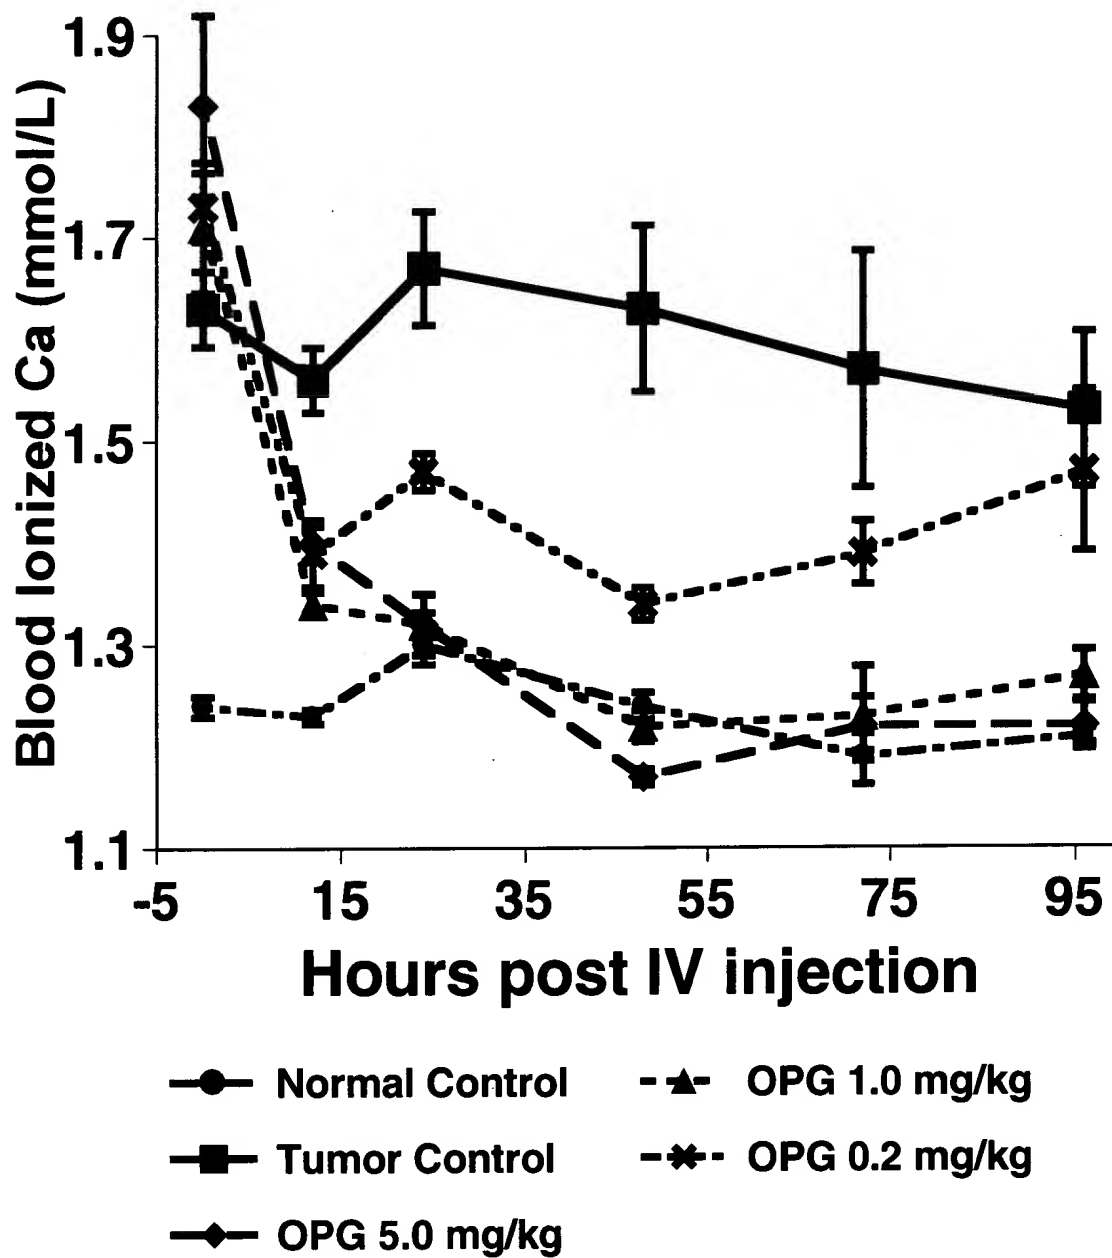 Blood Ionized Ca (mmol/L)
1.9
1.7
1.5
1.3
1.1
-5 15 35 55 75 95
Hours post IV injection
Normal Control
OPG 1.0 mg/kg
Tumor Control
OPG 0.2 mg/kg
OPG 5.0 mg/kg